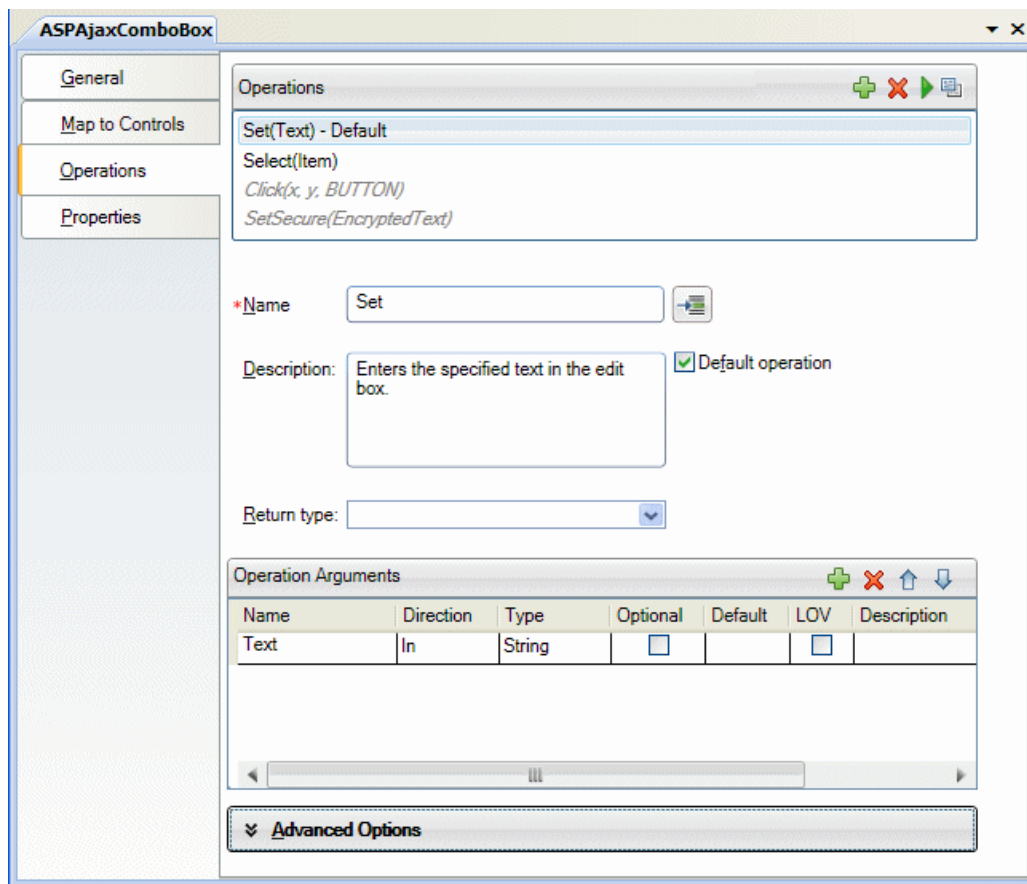 ASPAjaxComboBox
General
Map to Controls
Operations
Properties
Operations
Set(Text) - Default
Select(Item)
Click(x, y, BUTTON)
SetSecure(EncryptedText)
*Name
Set
Description:
Enters the specified text in the edit
box.
Default operation
Return type:
Operation Arguments
Name Direction Type Optional Default LOV Description
Text In String
Advanced Options